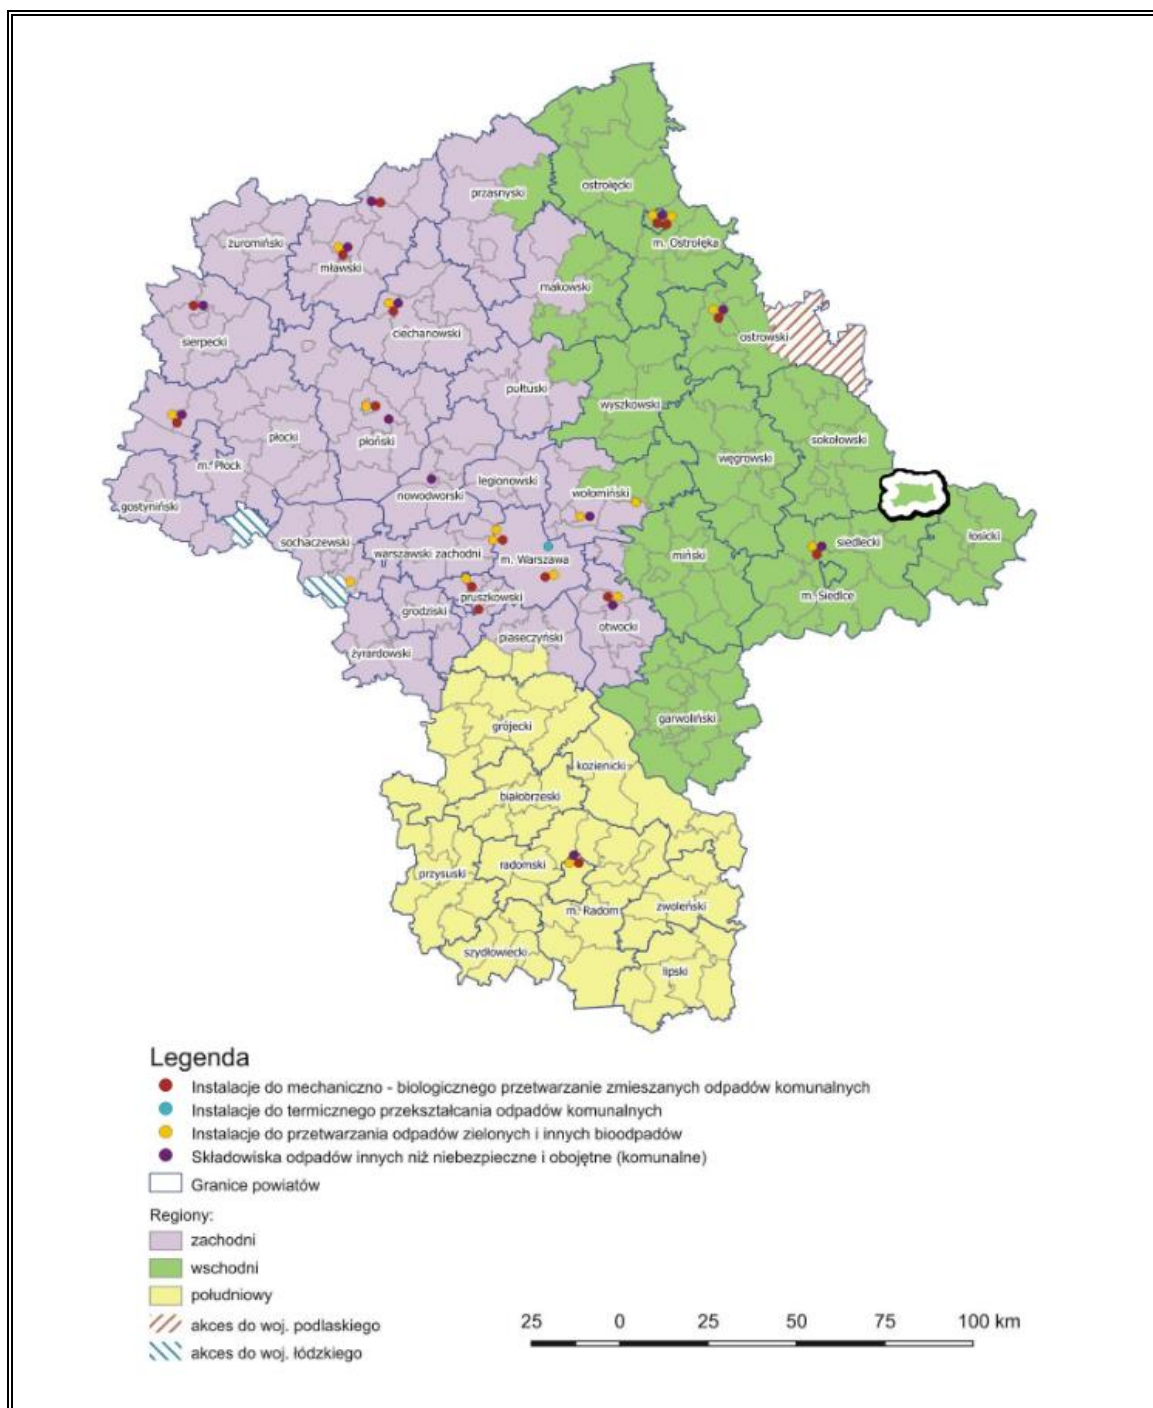 ostrołęcki
przasnyski
m. Ostrołęka
żuromiński
mławski
makowski
ciechanowski
ostrowski
sierpecki
pułtuski
wyszkowski
sokołowski
płocki
płoński
węgrowski
m. Płock
legionowski
wołomiński
nowodworski
gostyniński
sochaczewski
siedlecki
łosicki
warszawski zachodni
m. Warszawa
miński
m. Siedlce
pruszkowski
grodziski
otwocki
piaseczyński
żyrardowski
garwoliński
grójecki
kozienicki
białobrzeski
radomski
przysuski
m. Radom
zwoleński
szydłowiecki
lipski
Legenda
Instalacje do mechaniczno - biologicznego przetwarzanie zmieszanych odpadów komunalnych
Instalacje do termicznego przekształcania odpadów komunalnych
Instalacje do przetwarzania odpadów zielonych i innych bioodpadów
Składowiska odpadów innych niż niebezpieczne i obojętne (komunalne)
Granice powiatów
Regiony:
zachodni
wschodni
południowy
akces do woj. podlaskiego
akces do woj. łódzkiego
25 0 25 50 75 100 km